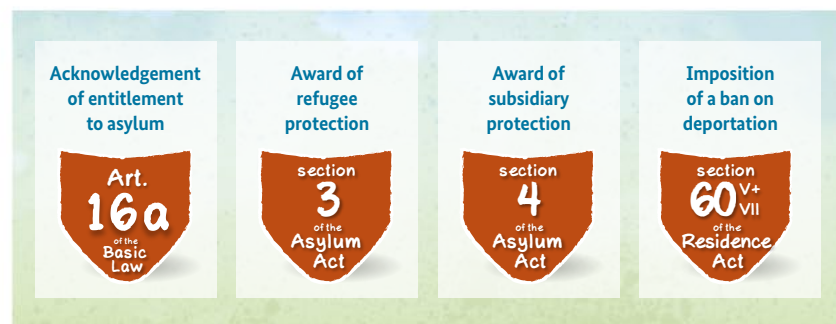 Acknowledgement
of entitlement
to asylum
Art.
16a
of the
Basic
Law
Award of
refugee
protection
section
3
of the
Asylum
Act
Award of
subsidiary
protection
section
4
of the
Asylum
Act
Imposition
of a ban on
deportation
section
60 V+
VII
of the
Residence
Act